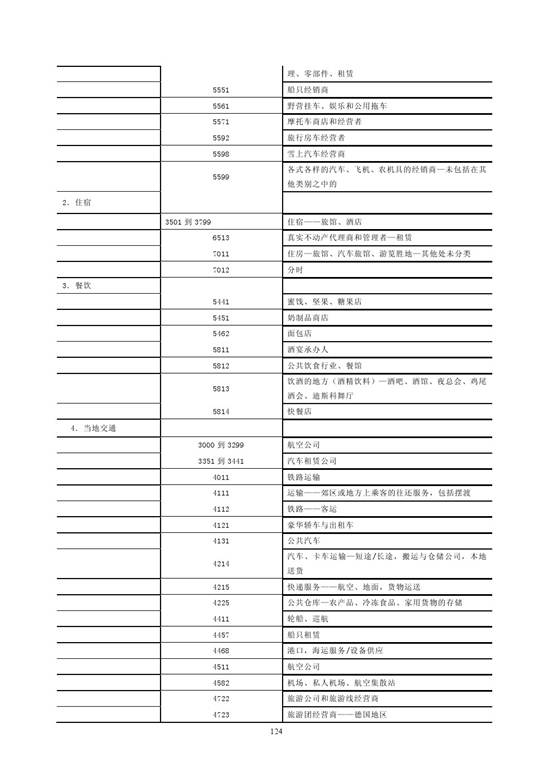 理、零部件、租赁
5551 船只经销商
5561 野营挂车、娱乐和公用拖车
5571 摩托车商店和经营者
5592 旅行房车经营者
5598 雪上汽车经营商
5599 各式各样的汽车、飞机、农机具的经销商—未包括在其
他类别之中的
2．住宿
3501 到 3799 住宿——旅馆、酒店
6513 真实不动产代理商和管理者—租赁
7011 住房—旅馆、汽车旅馆、游览胜地—其他处未分类
7012 分时
3．餐饮
5441 蜜饯、坚果、糖果店
5451 奶制品商店
5462 面包店
5811 酒宴承办人
5812 公共饮食行业、餐馆
5813 饮酒的地方（酒精饮料）—酒吧、酒馆、夜总会、鸡尾
酒会、迪斯科舞厅
5814 快餐店
4．当地交通
3000 到 3299 航空公司
3351 到 3441 汽车租赁公司
4011 铁路运输
4111 运输——郊区或地方上乘客的往还服务，包括摆渡
4112 铁路——客运
4121 豪华轿车与出租车
4131 公共汽车
4214 汽车、卡车运输—短途/长途，搬运与仓储公司，本地
送货
4215 快递服务——航空、地面，货物运送
4225 公共仓库—农产品、冷冻食品、家用货物的存储
4411 轮船、巡航
4457 船只租赁
4468 港口，海运服务/设备供应
4511 航空公司
4582 机场、私人机场、航空集散站
4722 旅游公司和旅游线经营商
4723 旅游团经营商——德国地区
124